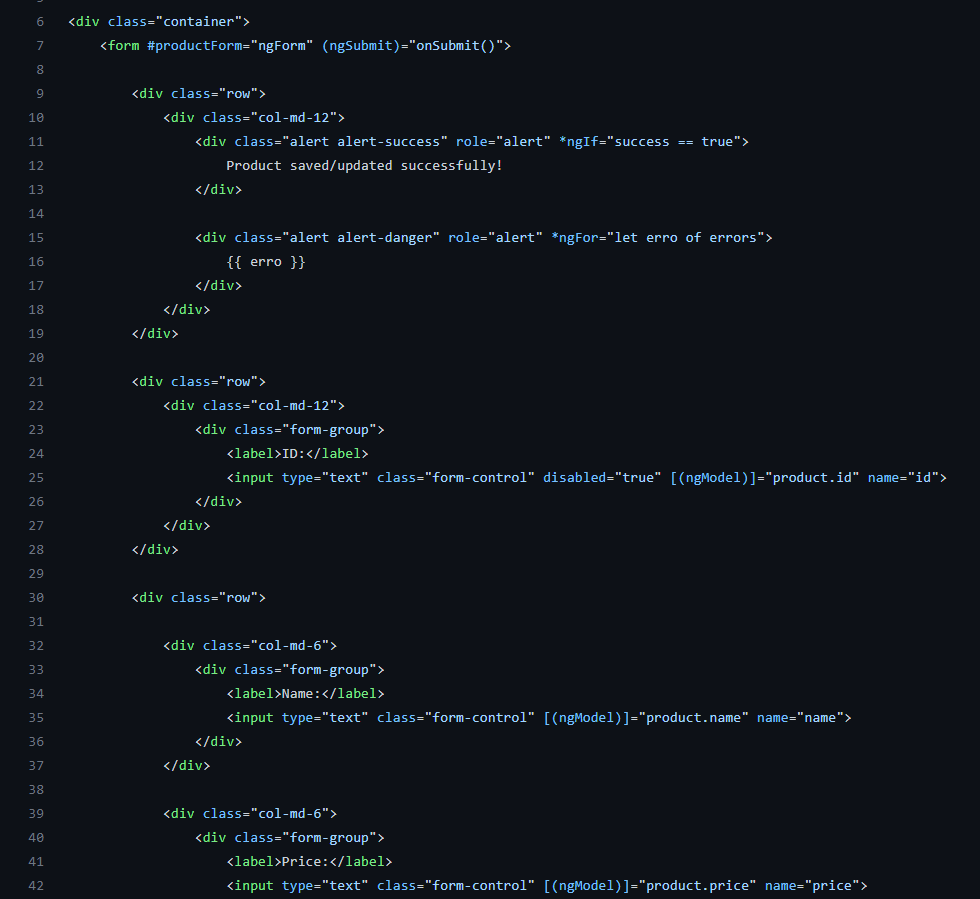 6 <div class="container">
7 <form #productForm="ngForm" (ngSubmit)="onSubmit()">
8
9 <div class="row">
10 <div class="col-md-12">
11 <div class="alert alert-success" role="alert" *ngIf="success == true">
12 Product saved/updated successfully!
13 </div>
14
15 <div class="alert alert-danger" role="alert" *ngFor="let erro of errors">
16 {{ erro }}
17 </div>
18 </div>
19 </div>
20
21 <div class="row">
22 <div class="col-md-12">
23 <div class="form-group">
24 <label>ID:</label>
25 <input type="text" class="form-control" disabled="true" [(ngModel)]="product.id" name="id">
26 </div>
27 </div>
28 </div>
29
30 <div class="row">
31
32 <div class="col-md-6">
33 <div class="form-group">
34 <label>Name:</label>
35 <input type="text" class="form-control" [(ngModel)]="product.name" name="name">
36 </div>
37 </div>
38
39 <div class="col-md-6">
40 <div class="form-group">
41 <label>Price:</label>
42 <input type="text" class="form-control" [(ngModel)]="product.price" name="price">